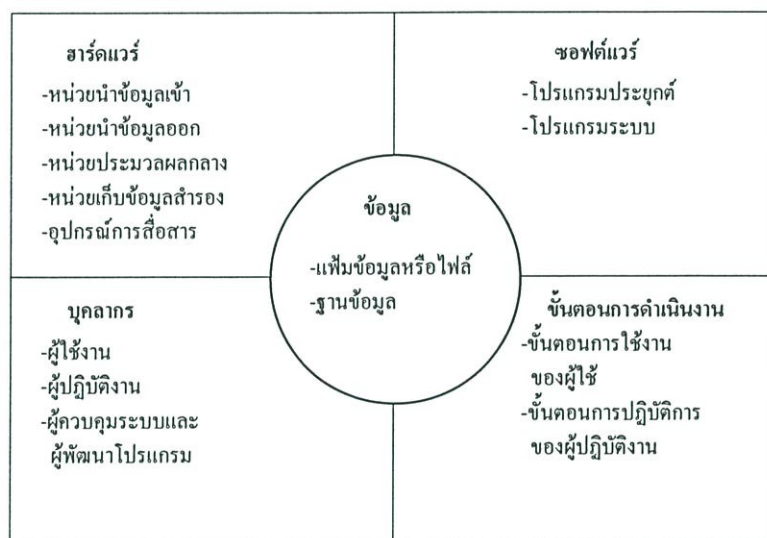 ฮาร์ดแวร์
-หน่วยนำข้อมูลเข้า
-หน่วยนำข้อมูลออก
-หน่วยประมวลผลกลาง
-หน่วยเก็บข้อมูลสำรอง
-อุปกรณ์การสื่อสาร
ซอฟต์แวร์
-โปรแกรมประยุกต์
-โปรแกรมระบบ
ข้อมูล
-แฟ้มข้อมูลหรือไฟล์
-ฐานข้อมูล
บุคลากร
-ผู้ใช้งาน
-ผู้ปฏิบัติงาน
-ผู้ควบคุมระบบและ
ผู้พัฒนาโปรแกรม
ขั้นตอนการดำเนินงาน
-ขั้นตอนการใช้งาน
ของผู้ใช้
-ขั้นตอนการปฏิบัติการ
ของผู้ปฏิบัติงาน